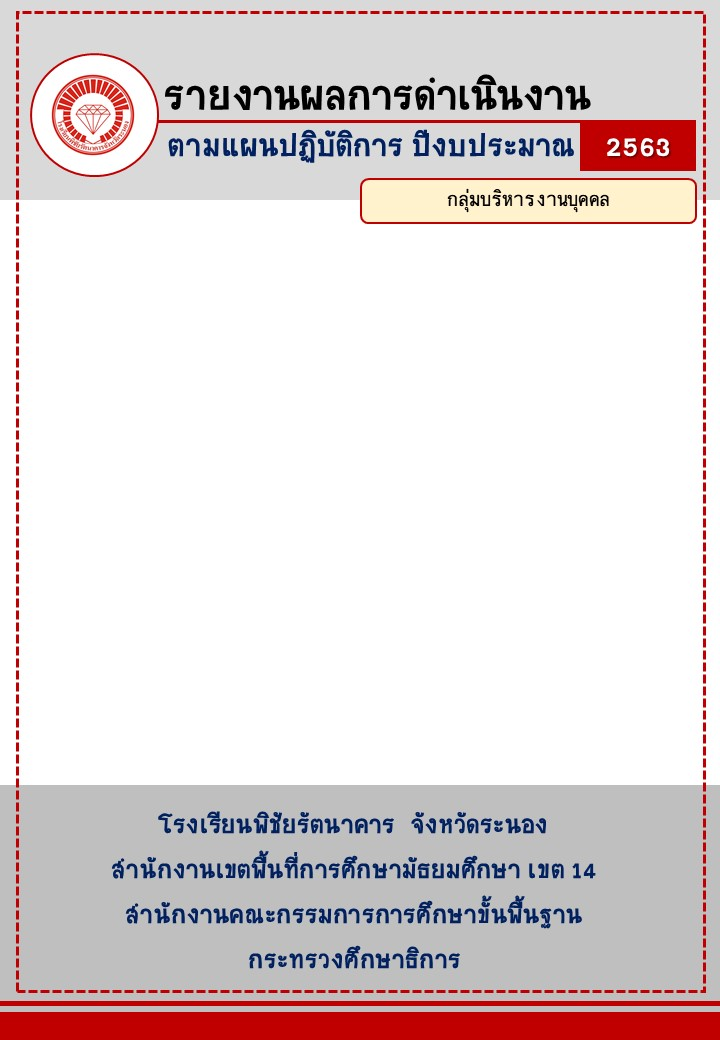 รายงานผลการดำเนินงาน
ตามแผนปฏิบัติการ ปีงบประมาณ 2563
กลุ่มบริหารงานบุคคล
โรงเรียนพิชัยรัตนาคาร จังหวัดระนอง
สำนักงานเขตพื้นที่การศึกษามัธยมศึกษา เขต 14
สำนักงานคณะกรรมการการศึกษาขั้นพื้นฐาน
กระทรวงศึกษาธิการ